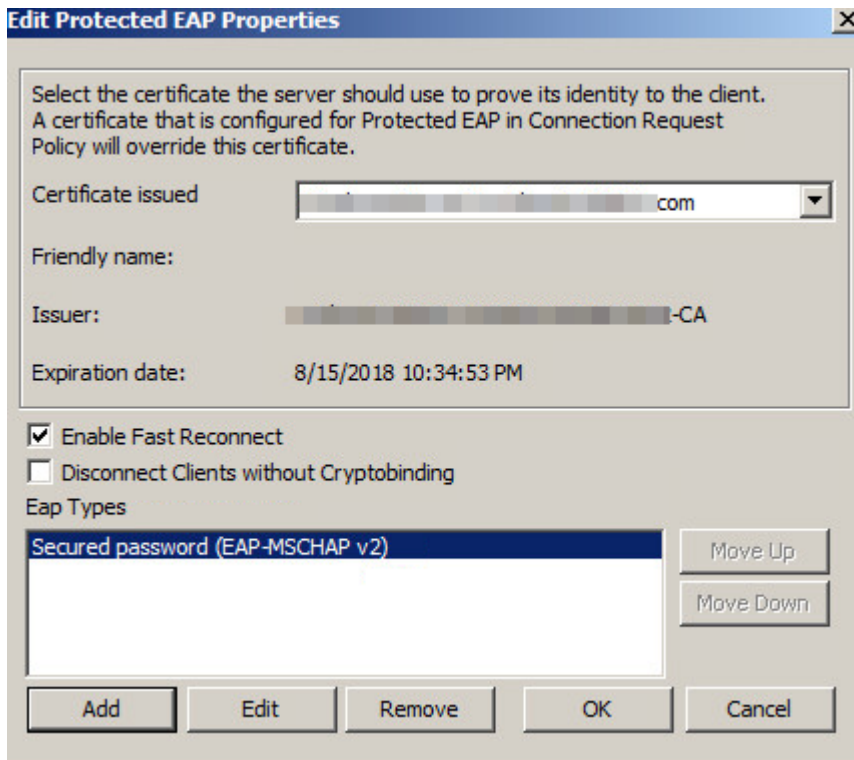 Edit Protected EAP Properties
Select the certificate the server should use to prove its identity to the client.
A certificate that is configured for Protected EAP in Connection Request
Policy will override this certificate.
Certificate issued com
Friendly name:
Issuer: -CA
Expiration date: 8/15/2018 10:34:53 PM
Enable Fast Reconnect
Disconnect Clients without Cryptobinding
Eap Types
Secured password (EAP-MSCHAP v2)
Move Up
Move Down
Add Edit Remove OK Cancel